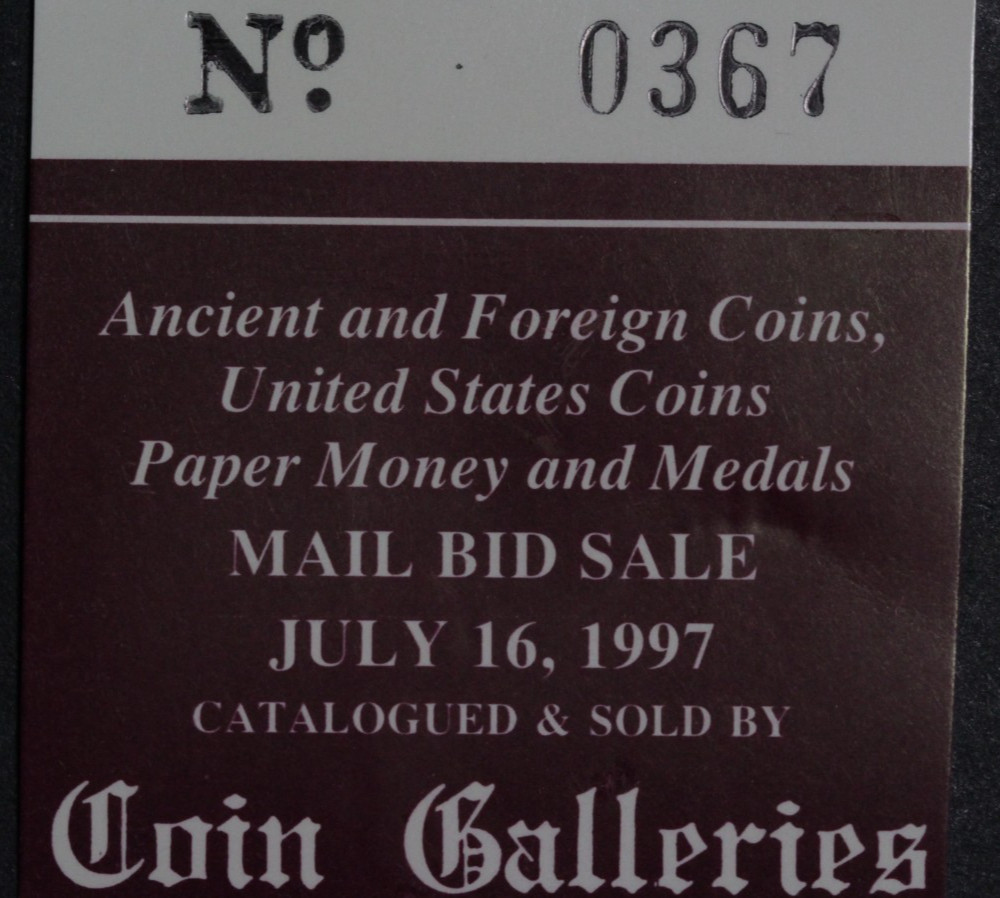 Nº 0367
Ancient and Foreign Coins,
United States Coins
Paper Money and Medals
MAIL BID SALE
JULY 16, 1997
CATALOGUED & SOLD BY
Coin Galleries